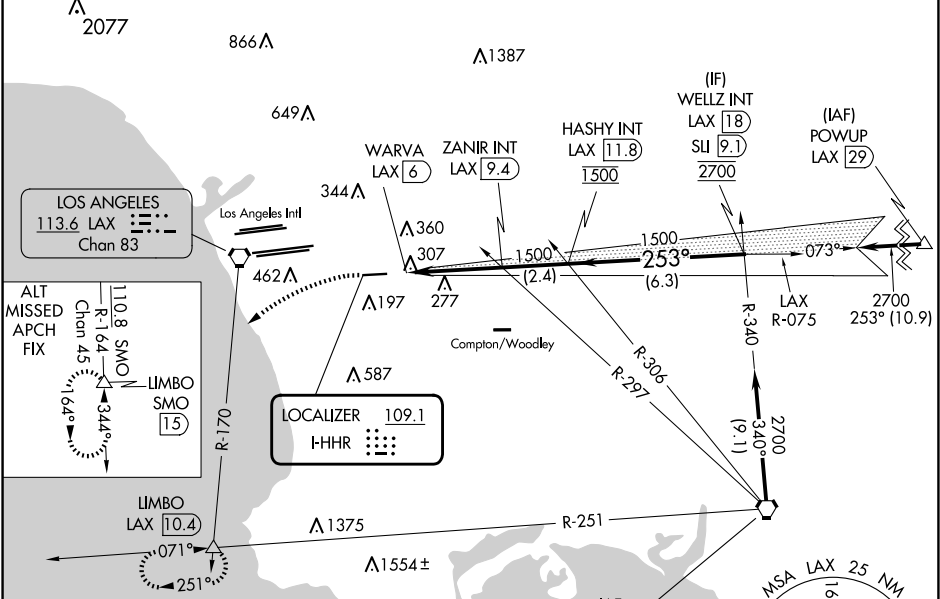 2077
866
1387
649
(IF)
WELLZ INT
LAX 18
SLI 9.1
2700
(IAF)
POWUP
LAX 29
HASHY INT
LAX 11.8
1500
ZANIR INT
LAX 9.4
WARVA
LAX 6
344
360
307
LOS ANGELES
113.6 LAX
Chan 83
Los Angeles Intl
462
197
277
1500
(2.4)
1500
253°
(6.3)
073°
LAX
R-075
2700
253° (10.9)
Compton/Woodley
587
ALT
MISSED
APCH
FIX
110.8 SMO
R-164
Chan 45
LIMBO
SMO
15
164°
344°
R-170
LOCALIZER 109.1
I-HHR
R-306
R-297
R-340
2700
340°
(9.1)
LIMBO
LAX 10.4
071°
251°
1375
1554±
R-251
MSA LAX 25 NM